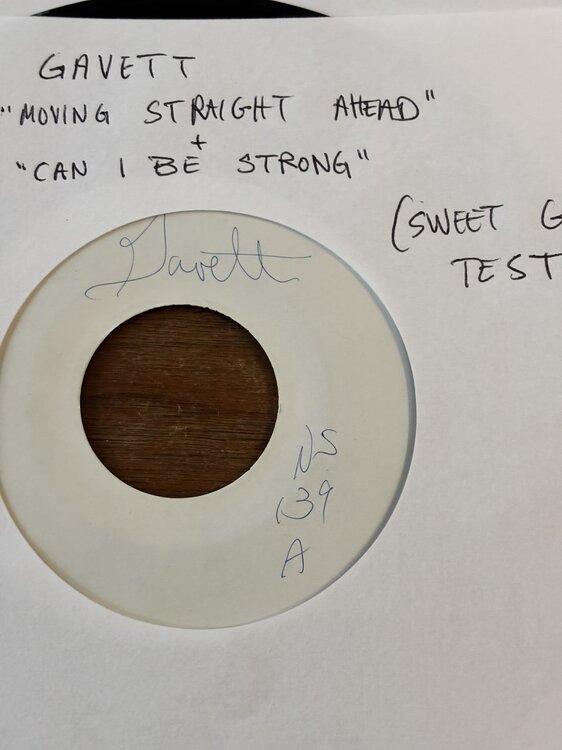 GAVETT
"MOVING STRAIGHT AHEAD"
+
"CAN I BE STRONG"
(SWEET G
TEST
Gavett
NS
139
A